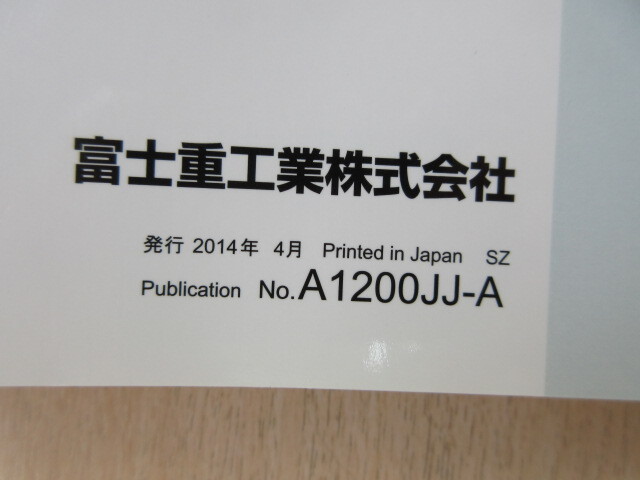 富士重工業株式会社
発行 2014年 4月 Printed in Japan SZ
Publication No.A1200JJ-A